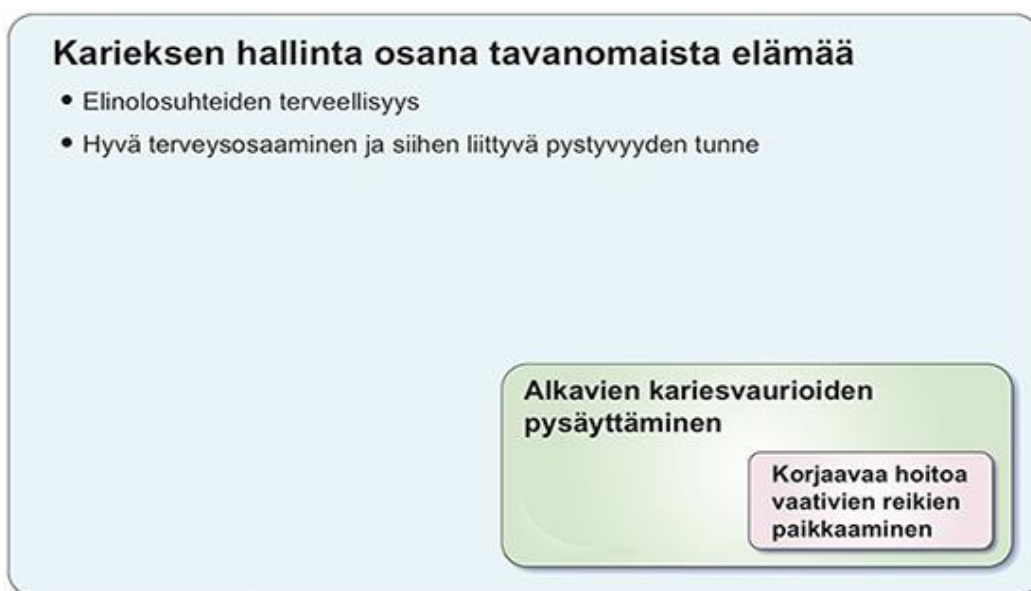 Karieksen hallinta osana tavanomaista elämää
• Elinolosuhteiden terveellisyys
• Hyvä terveysosaaminen ja siihen liittyvä pystyvyyden tunne
Alkavien kariesvaurioiden
pysäyttäminen
Korjaavaa hoitoa
vaativien reikien
paikkaaminen